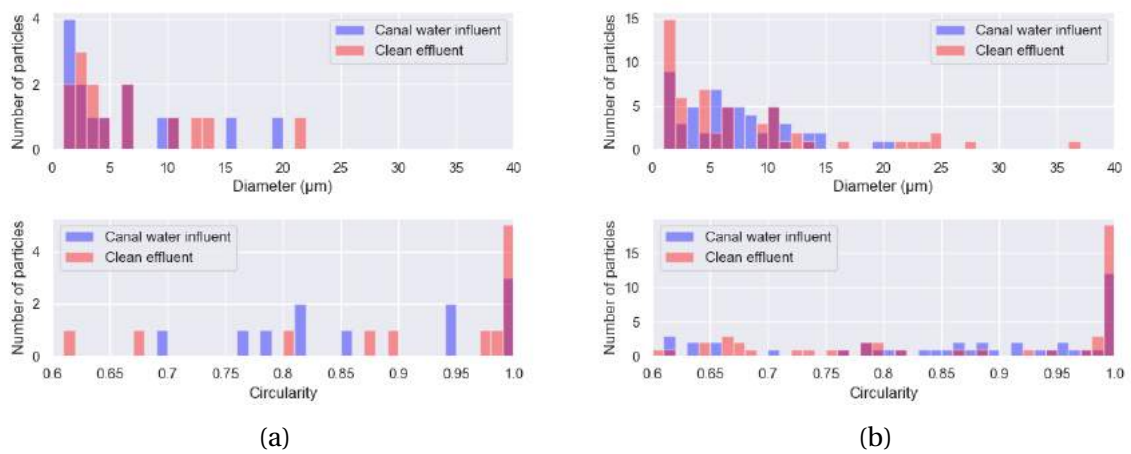 Number of particles
4
2
0
Canal water influent
Clean effluent
0 5 10 15 20 25 30 35 40
Diameter (µm)
Number of particles
4
2
0
Canal water influent
Clean effluent
0.6 0.65 0.7 0.75 0.8 0.85 0.9 0.95 1.0
Circularity
(a)
Number of particles
15
10
5
0
Canal water influent
Clean effluent
0 5 10 15 20 25 30 35 40
Diameter (µm)
Number of particles
15
10
5
0
Canal water influent
Clean effluent
0.6 0.65 0.7 0.75 0.8 0.85 0.9 0.95 1.0
Circularity
(b)